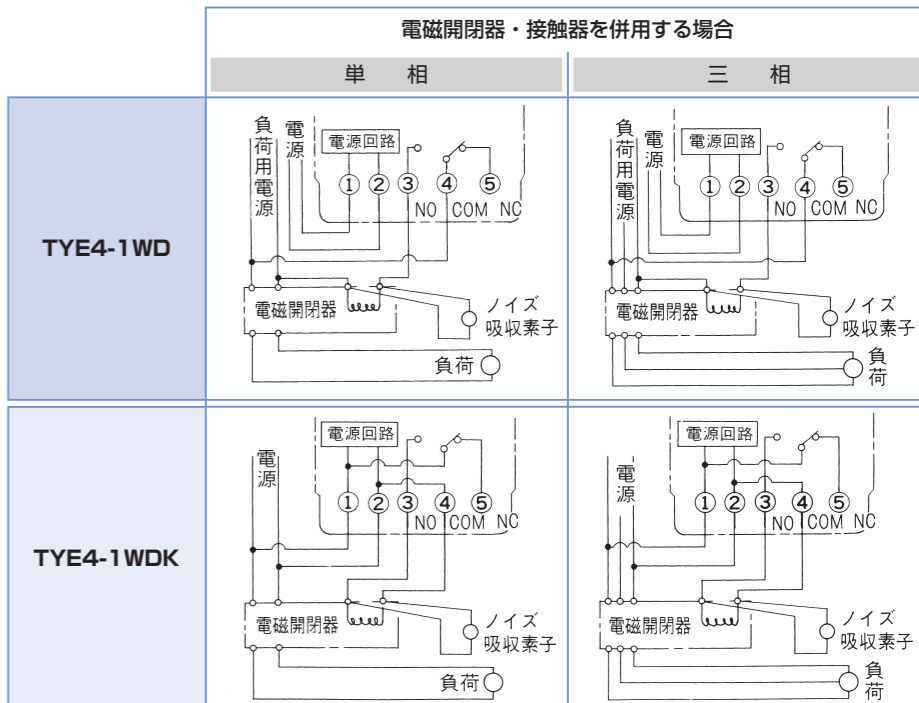 電磁開閉器・接触器を併用する場合
単 相
三 相
TYE4-1WD
負荷用電源
電源
電源回路
① ② ③ ④ ⑤
NO COM NC
電磁開閉器
ノイズ
吸収素子
負荷
負荷用電源
電源
電源回路
① ② ③ ④ ⑤
NO COM NC
電磁開閉器
ノイズ
吸収素子
負荷
TYE4-1WDK
電源
電源回路
① ② ③ ④ ⑤
NO COM NC
電磁開閉器
ノイズ
吸収素子
負荷
電源
電源回路
① ② ③ ④ ⑤
NO COM NC
電磁開閉器
ノイズ
吸収素子
負荷